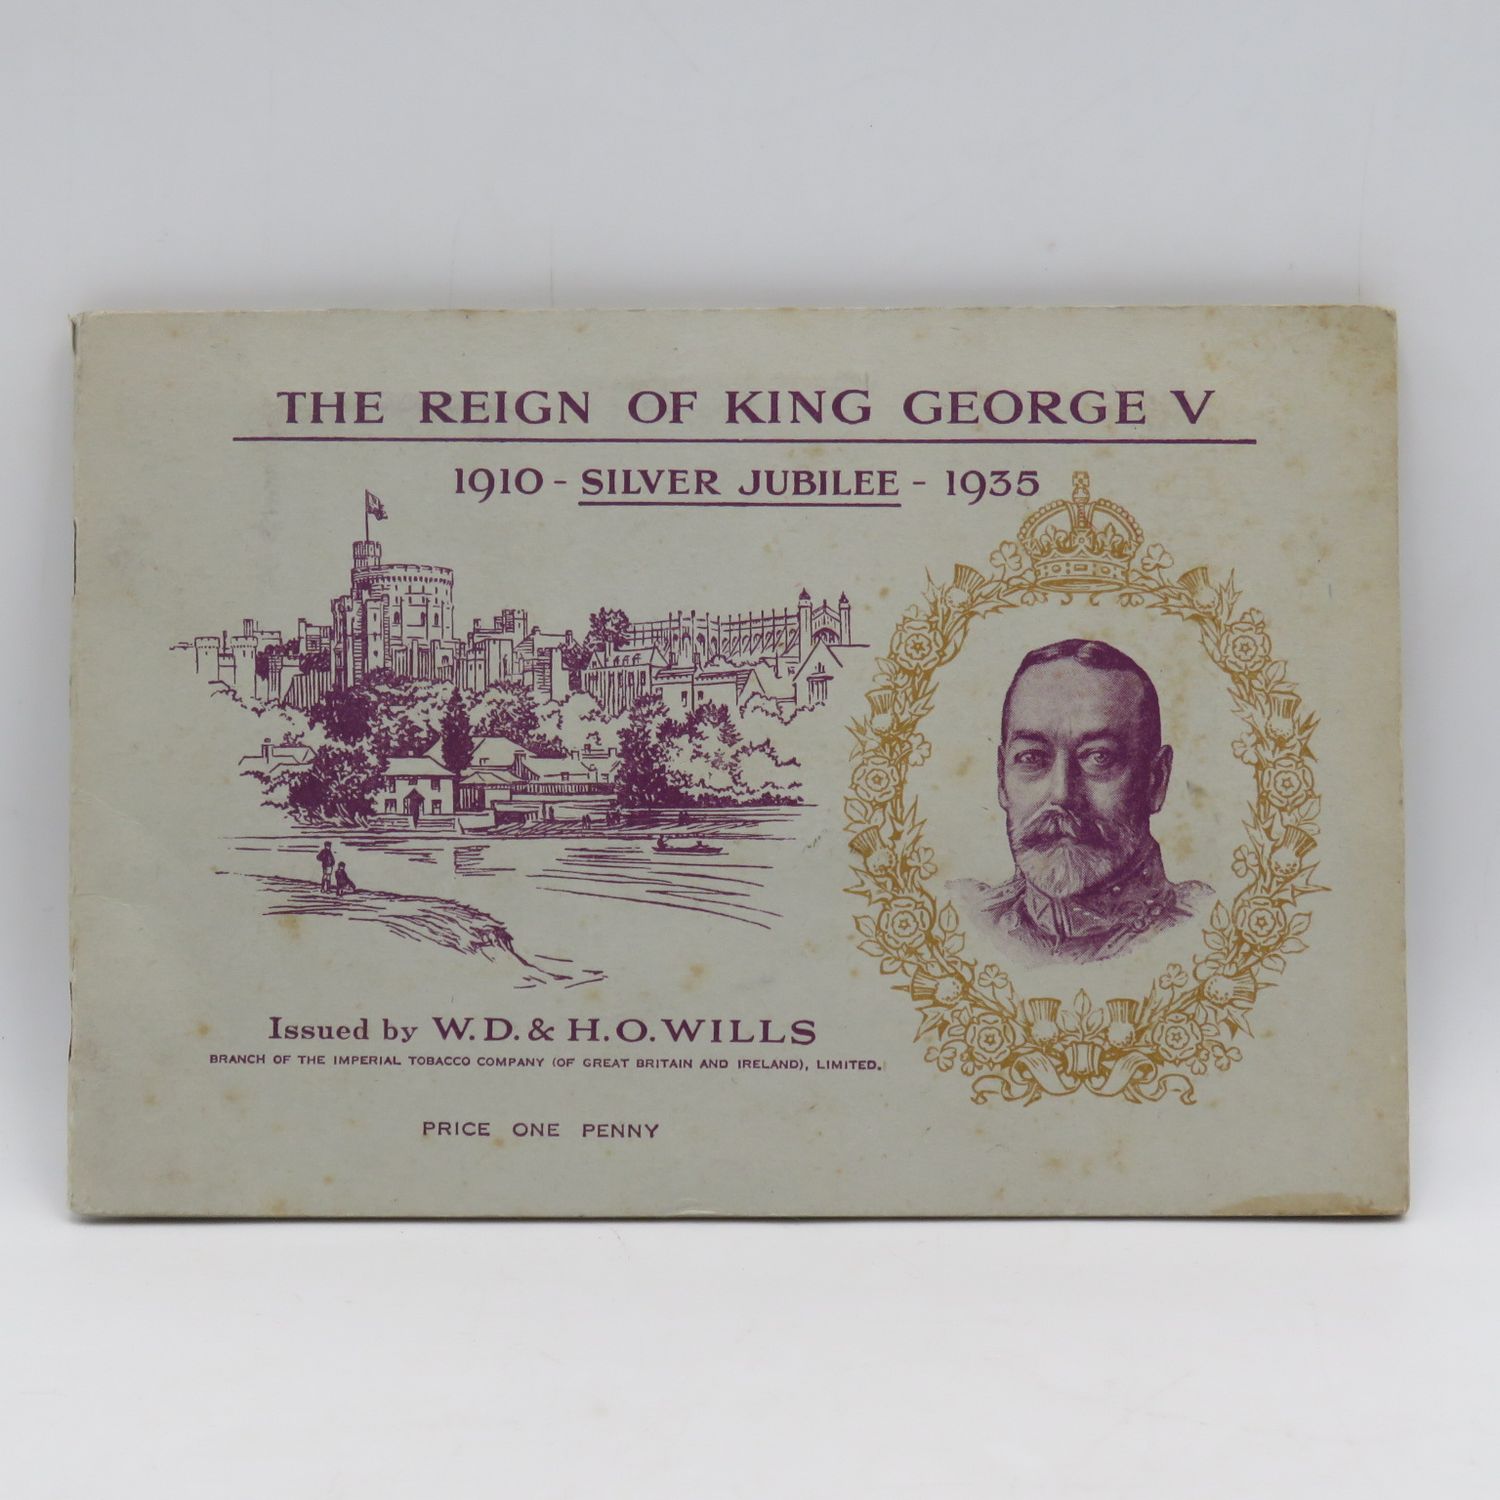 THE REIGN OF KING GEORGE V
1910 - SILVER JUBILEE - 1935
Issued by W.D. & H.O. WILLS
BRANCH OF THE IMPERIAL TOBACCO COMPANY (OF GREAT BRITAIN AND IRELAND), LIMITED.
PRICE ONE PENNY